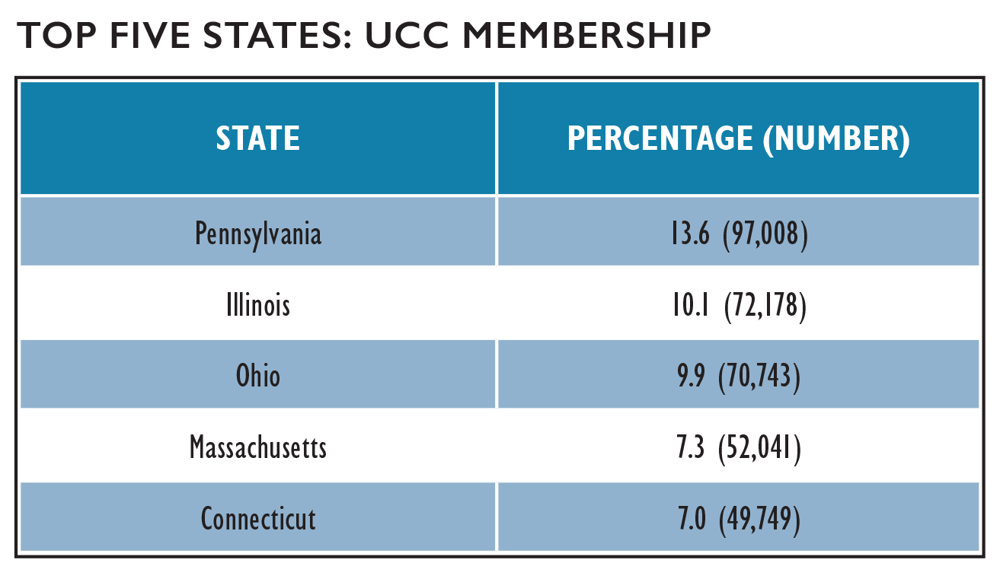 TOP FIVE STATES: UCC MEMBERSHIP
STATE PERCENTAGE (NUMBER)
Pennsylvania 13.6 (97,008)
Illinois 10.1 (72,178)
Ohio 9.9 (70,743)
Massachusetts 7.3 (52,041)
Connecticut 7.0 (49,749)